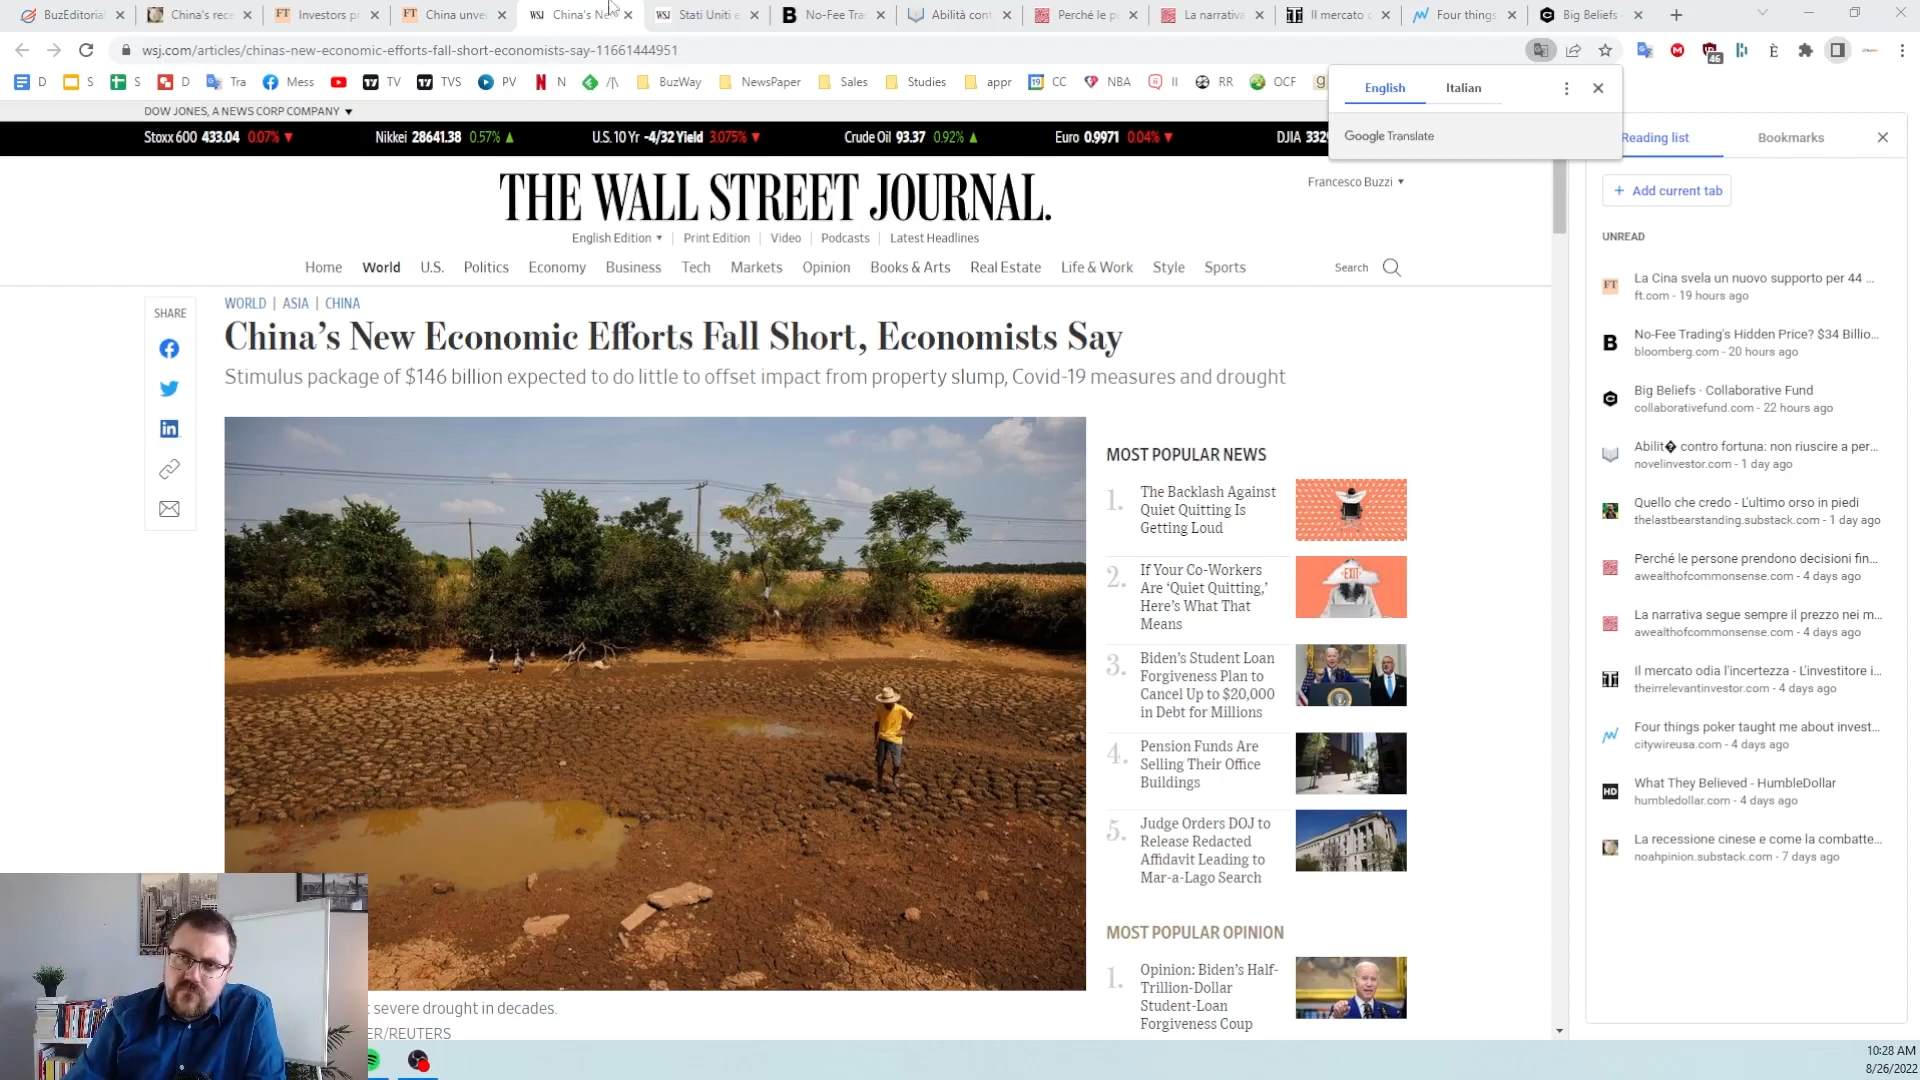 BuzEditorial
China's rece
Investors pr
China unve
China's Ne
Stati Uniti e
No-Fee Trad
Abilità cont
Perché le p
La narrativa
Il mercato o
Four things
Big Beliefs
wsj.com/articles/chinas-new-economic-efforts-fall-short-economists-say-11661444951
46
D
S
S
D
Tra
Mess
TV
TVS
PV
N
/|\
BuzWay
NewsPaper
Sales
Studies
appr
CC
NBA
II
RR
OCF
English
Italian
Google Translate
DOW JONES, A NEWS CORP COMPANY
Stoxx 600 433.04 0.07% ▼
Nikkei 28641.38 0.57% ▲
U.S. 10 Yr -4/32 Yield 3.075% ▼
Crude Oil 93.37 0.92% ▲
Euro 0.9971 0.04% ▼
DJIA 332
THE WALL STREET JOURNAL.
Francesco Buzzi
English Edition
Print Edition
Video
Podcasts
Latest Headlines
Home World U.S. Politics Economy Business Tech Markets Opinion Books & Arts Real Estate Life & Work Style Sports
Search
SHARE
WORLD | ASIA | CHINA
China's New Economic Efforts Fall Short, Economists Say
Stimulus package of $146 billion expected to do little to offset impact from property slump, Covid-19 measures and drought
severe drought in decades.
ER/REUTERS
MOST POPULAR NEWS
1.
The Backlash Against
Quiet Quitting Is
Getting Loud
2.
If Your Co-Workers
Are ‘Quiet Quitting,’
Here's What That
Means
EXIT
3.
Biden's Student Loan
Forgiveness Plan to
Cancel Up to $20,000
in Debt for Millions
4.
Pension Funds Are
Selling Their Office
Buildings
5.
Judge Orders DOJ to
Release Redacted
Affidavit Leading to
Mar-a-Lago Search
MOST POPULAR OPINION
1.
Opinion: Biden's Half-
Trillion-Dollar
Student-Loan
Forgiveness Coup
Reading list
Bookmarks
+ Add current tab
UNREAD
La Cina svela un nuovo supporto per 44 ...
ft.com - 19 hours ago
No-Fee Trading's Hidden Price? $34 Billio...
bloomberg.com - 20 hours ago
Big Beliefs · Collaborative Fund
collaborativefund.com - 22 hours ago
Abilit� contro fortuna: non riuscire a per...
novelinvestor.com - 1 day ago
Quello che credo - L'ultimo orso in piedi
thelastbearstanding.substack.com - 1 day ago
Perché le persone prendono decisioni fin...
awealthofcommonsense.com - 4 days ago
La narrativa segue sempre il prezzo nei m...
awealthofcommonsense.com - 4 days ago
Il mercato odia l'incertezza - L'investitore i...
theirrelevantinvestor.com - 4 days ago
Four things poker taught me about invest...
citywireusa.com - 4 days ago
What They Believed - HumbleDollar
humbledollar.com - 4 days ago
La recessione cinese e come la combatte...
noahpinion.substack.com - 7 days ago
10:28 AM
8/26/2022